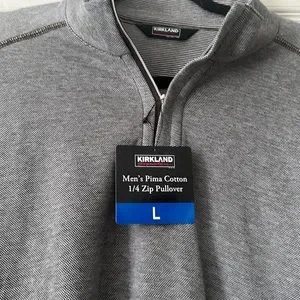 KIRKLAND
KIRKLAND
Men's Pima Cotton
1/4 Zip Pullover
L